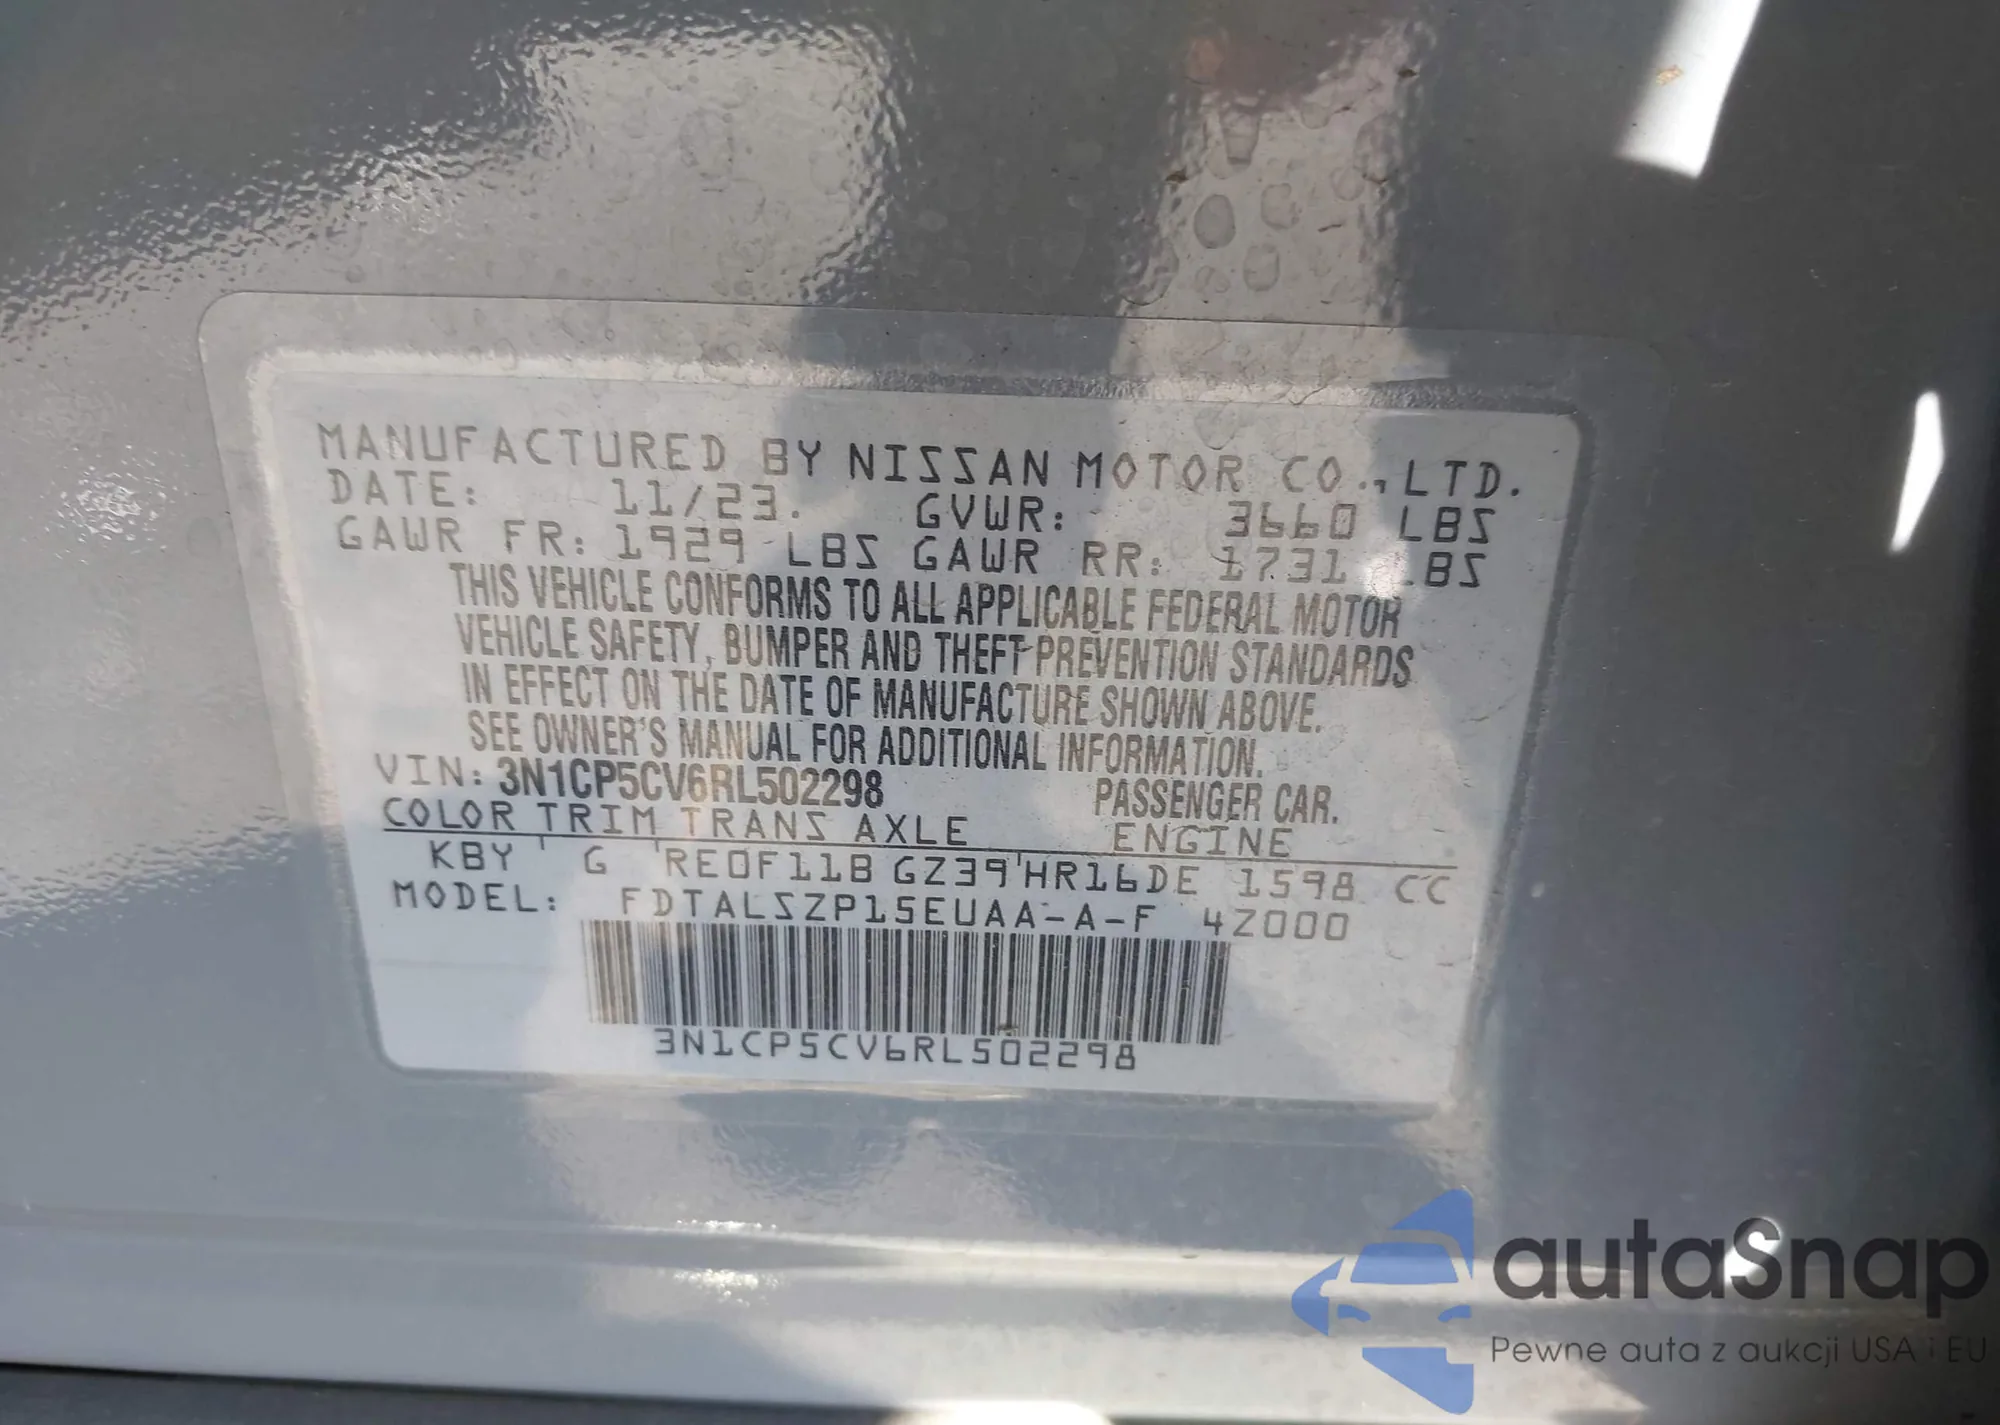 MANUFACTURED BY NISSAN MOTOR CO., LTD.
DATE: 11/23. GVWR: 3660 LBS
GAWR FR: 1929 LBS GAWR RR: 1731 LBS
THIS VEHICLE CONFORMS TO ALL APPLICABLE FEDERAL MOTOR
VEHICLE SAFETY, BUMPER AND THEFT PREVENTION STANDARDS
IN EFFECT ON THE DATE OF MANUFACTURE SHOWN ABOVE.
SEE OWNER'S MANUAL FOR ADDITIONAL INFORMATION.
VIN: 3N1CP5CV6RL502298 PASSENGER CAR.
COLOR TRIM TRANS AXLE ENGINE
KBY G RE0F11B GZ39 HR16DE 1598 CC
MODEL: FDTALSZP15EUAA-A-F 4Z000
3N1CP5CV6RL502298
autaSnap
Pewne auta z aukcji USA i EU